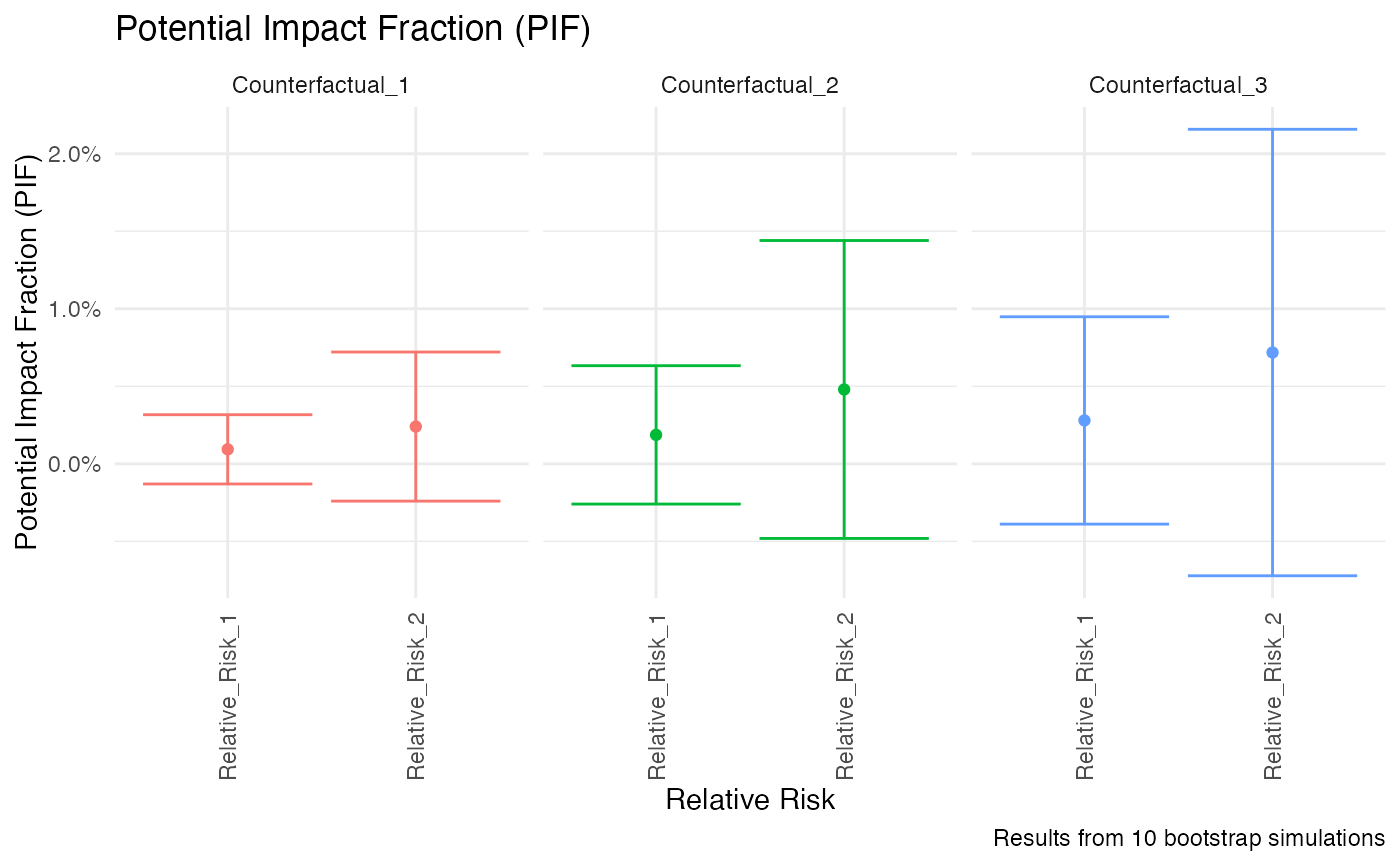 Potential Impact Fraction (PIF)
Counterfactual_1
Counterfactual_2
Counterfactual_3
Potential Impact Fraction (PIF)
2.0%
1.0%
0.0%
Relative_Risk_1
Relative_Risk_2
Relative_Risk_1
Relative_Risk_2
Relative_Risk_1
Relative_Risk_2
Relative Risk
Results from 10 bootstrap simulations